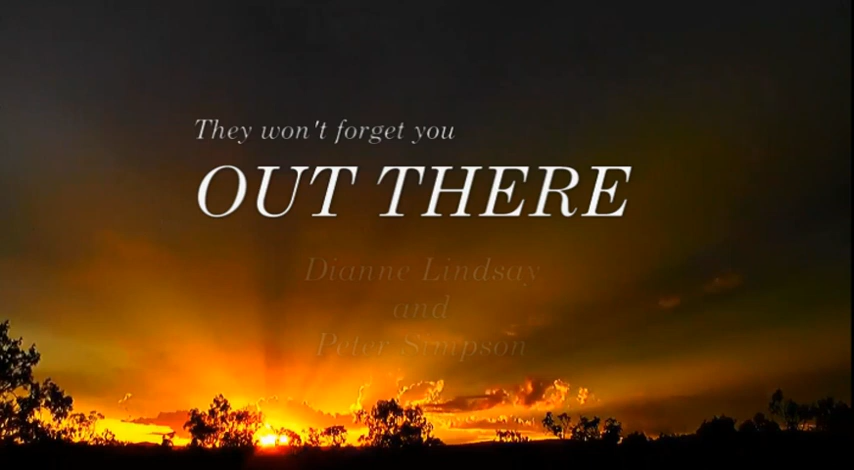 They won't forget you
OUT THERE
Dianne Lindsay
and
Peter Simpson